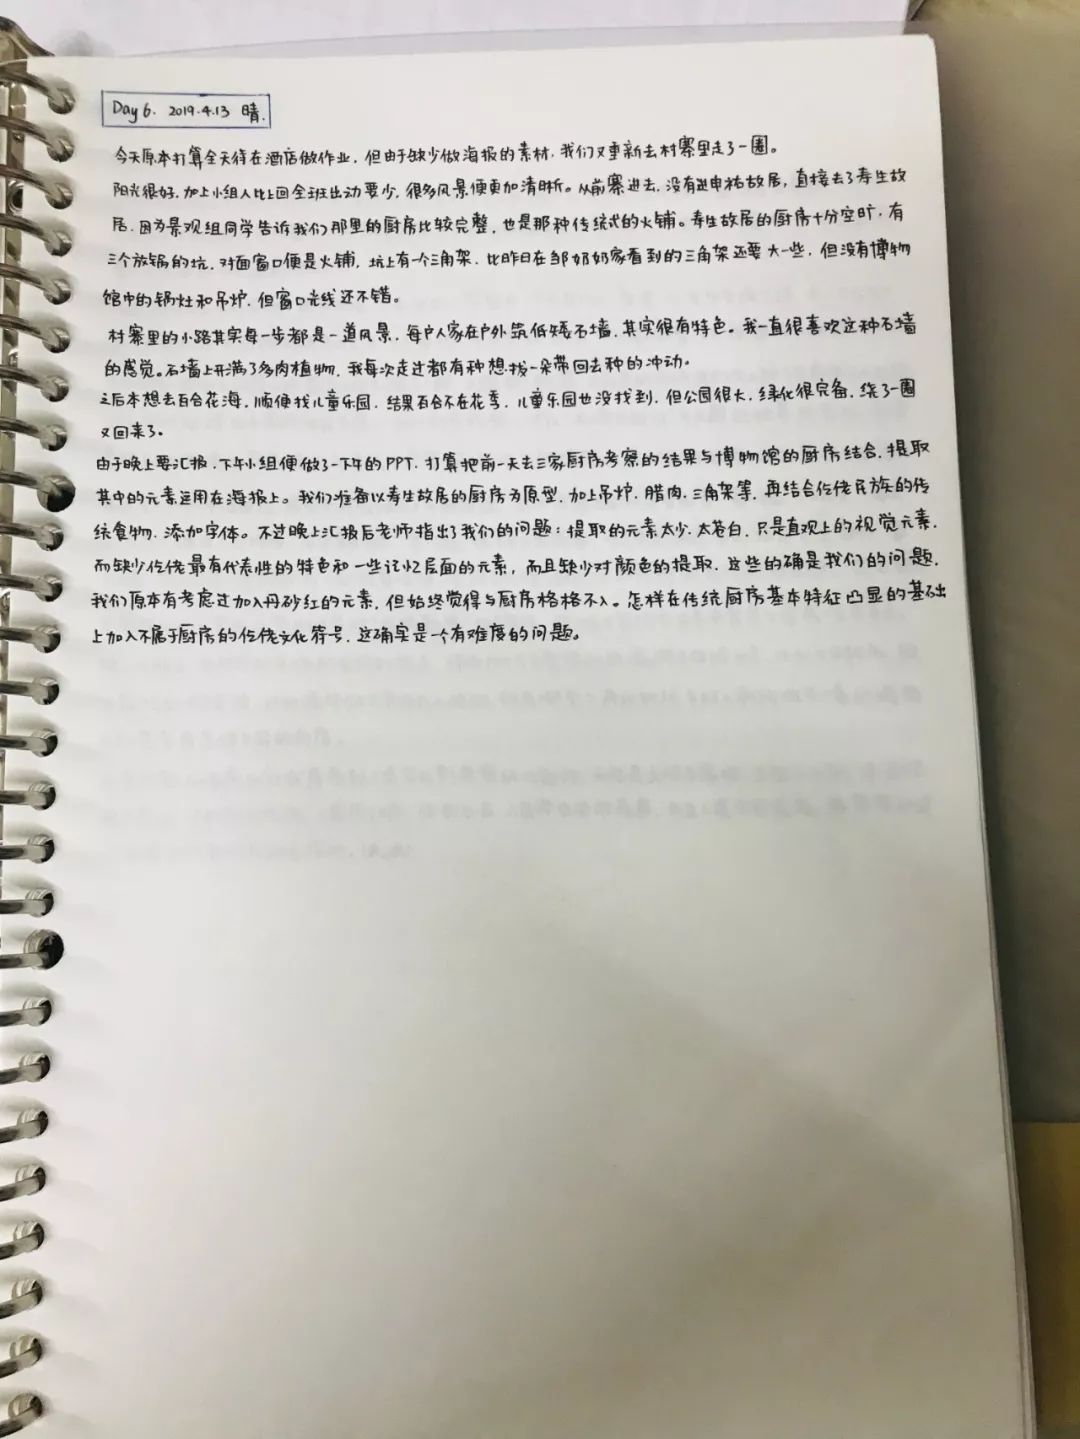 Day 6. 2019.4.13 晴.
今天原本打算全天待在酒店做作业,但由于缺少做海报的素材,我们又重新去村寨里走了一圈。
阳光很好,加上小组人比上回全班出动要少,很多风景便更加清晰。从前寨进去,没有进申祐故居,直接去了寿生故
居,因为景观组同学告诉我们那里的厨房比较完整,也是那种传统式的火铺。寿生故居的厨房十分空旷,有
三个放锅的坑,对面窗口便是火铺,坑上有一个三角架,比昨日在邹奶奶家看到的三角架还要大一些,但没有博物
馆中的锅灶和吊炉,但窗口光线还不错。
村寨里的小路其实每一步都是一道风景,每户人家在户外筑低矮石墙,其实很有特色。我一直很喜欢这种石墙
的感觉。石墙上开满了多肉植物,我每次走过都有种想拔一朵带回去种的冲动。
之后本想去百合花海,顺便找儿童乐园,结果百合不在花季,儿童乐园也没找到,但公园很大,绿化很完备,绕了一圈
又回来了。
由于晚上要汇报,下午小组便做了一下午的PPT,打算把前一天去三家厨房考察的结果与博物馆的厨房结合,提取
其中的元素运用在海报上。我们准备以寿生故居的厨房为原型,加上吊炉、腊肉、三角架等,再结合仡佬民族的传
统食物,添加字体。不过晚上汇报后老师指出了我们的问题:提取的元素太少,太苍白,只是直观上的视觉元素,
而缺少仡佬最有代表性的特色和一些记忆层面的元素,而且缺少对颜色的提取,这些的确是我们的问题,
我们原本有考虑过加入丹砂红的元素,但始终觉得与厨房格格不入。怎样在传统厨房基本特征凸显的基础
上加入不属于厨房的仡佬文化符号,这确实是一个有难度的问题。